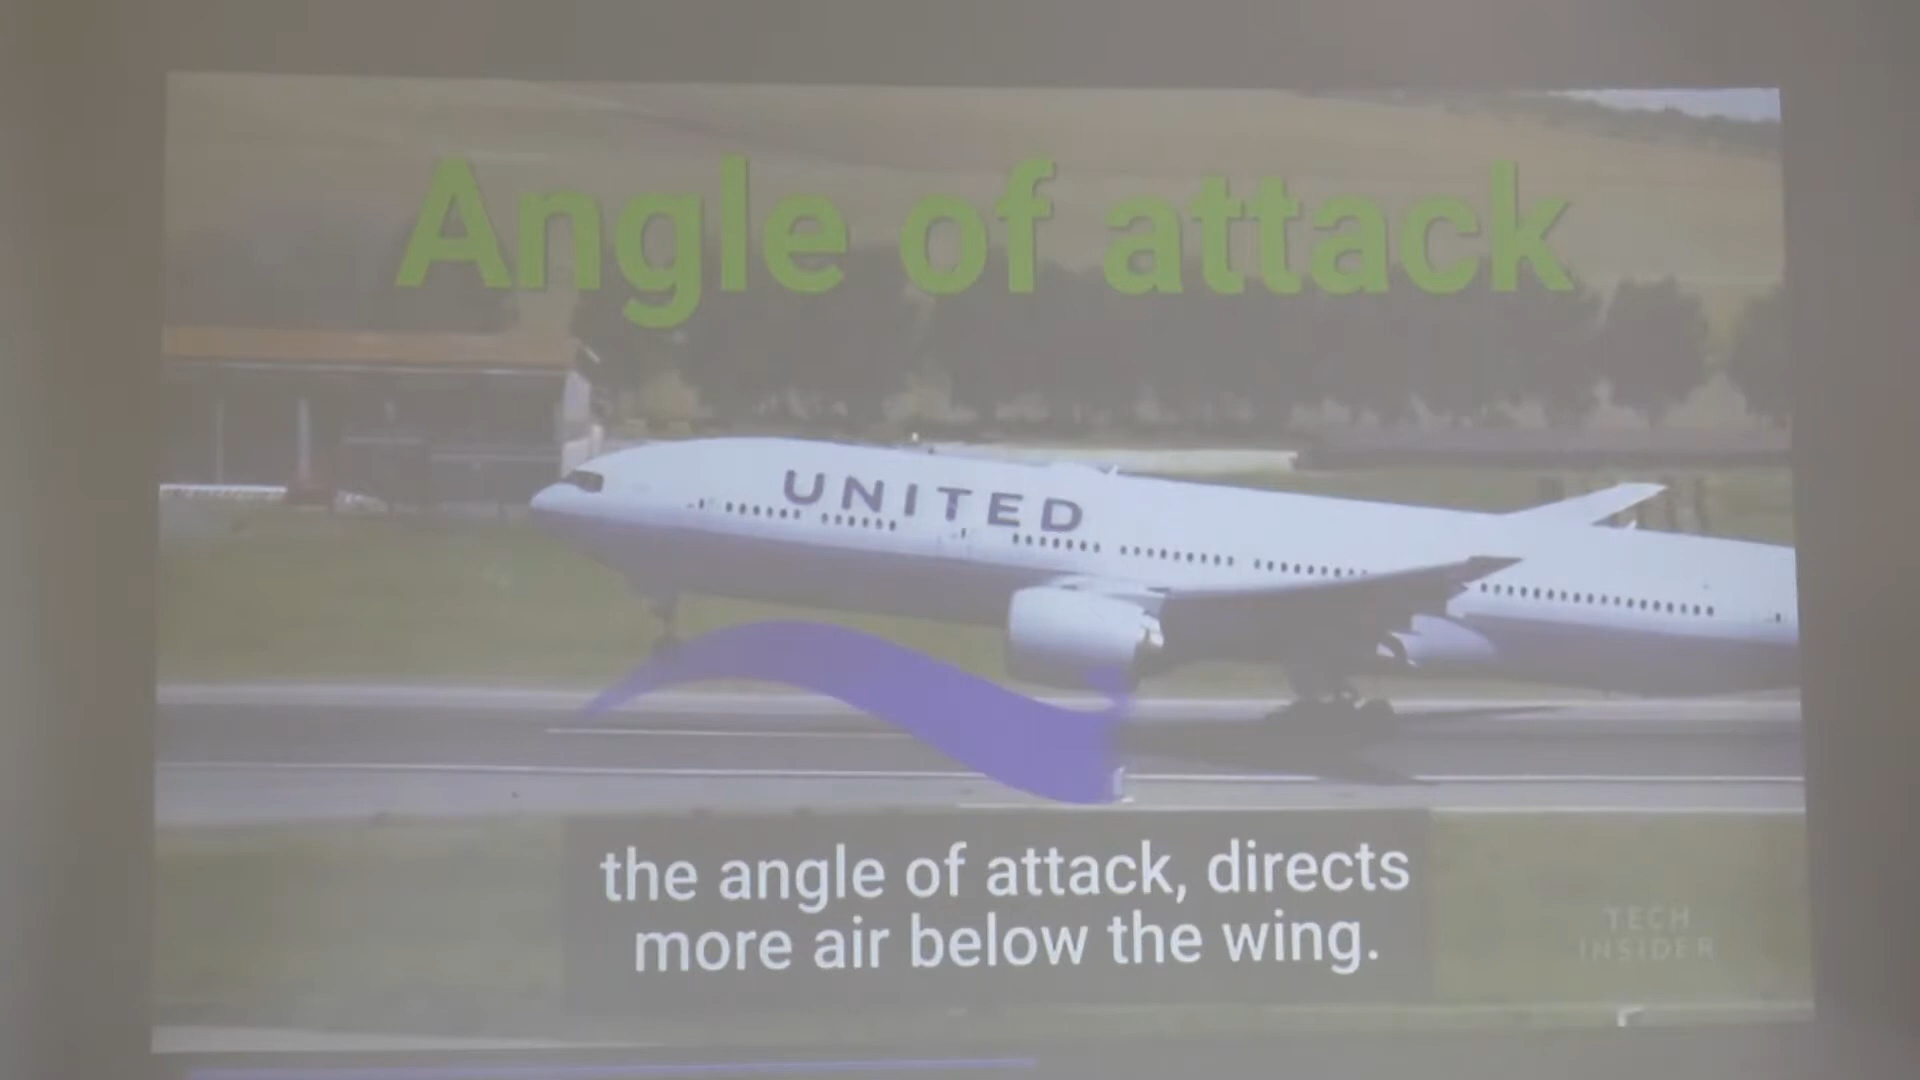 Angle of attack
UNITED
the angle of attack, directs
more air below the wing.
TECH
INSIDER